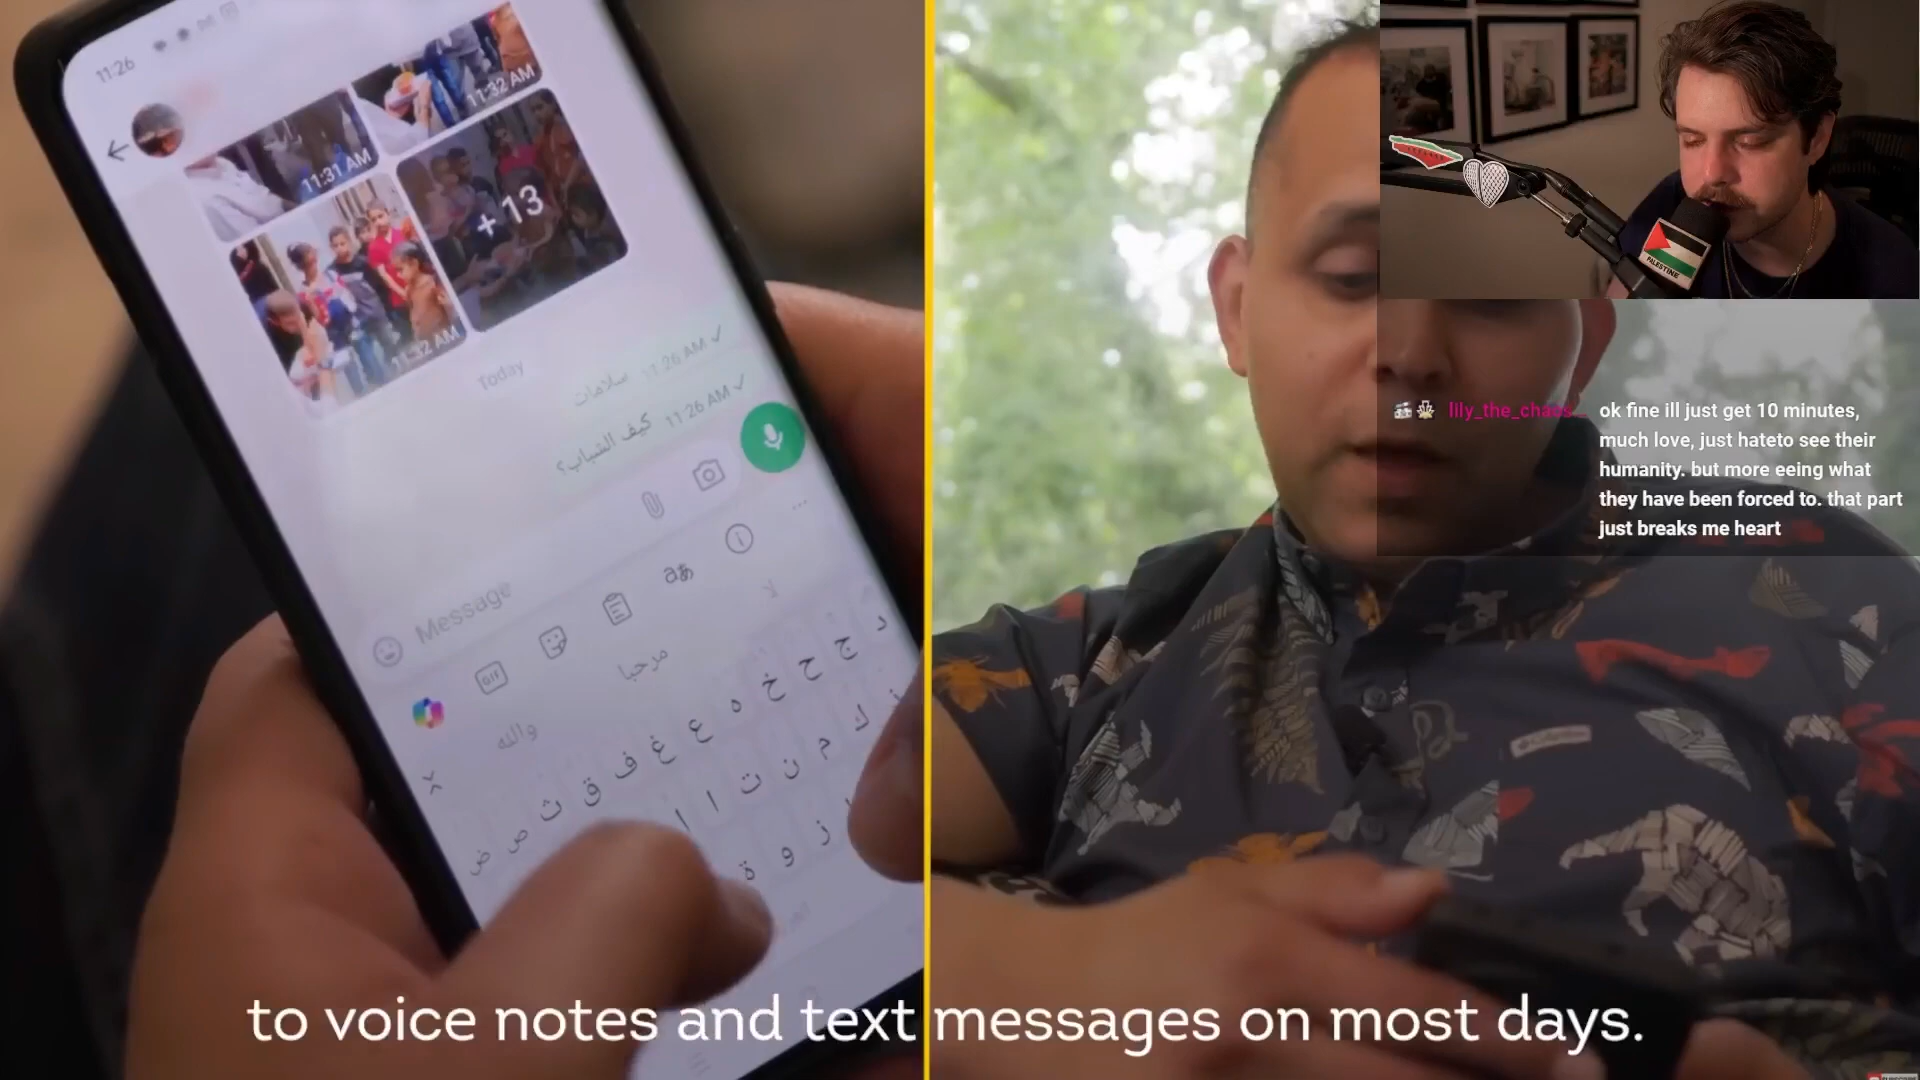 11:26
11:32 AM
11:31 AM
+ 13
11:32 AM
Today
سلامات 11:26 AM
كيف الشباب؟ 11:26 AM
Message
GIF
مرحبا
والله
د ج ح خ ه ع غ ف ق ث ص ض
ك م ن ت ا
ز و ة
PALESTINE
ok fine ill just get 10 minutes,
much love, just hateto see their
humanity. but more eeing what
they have been forced to. that part
just breaks me heart
to voice notes and text messages on most days.